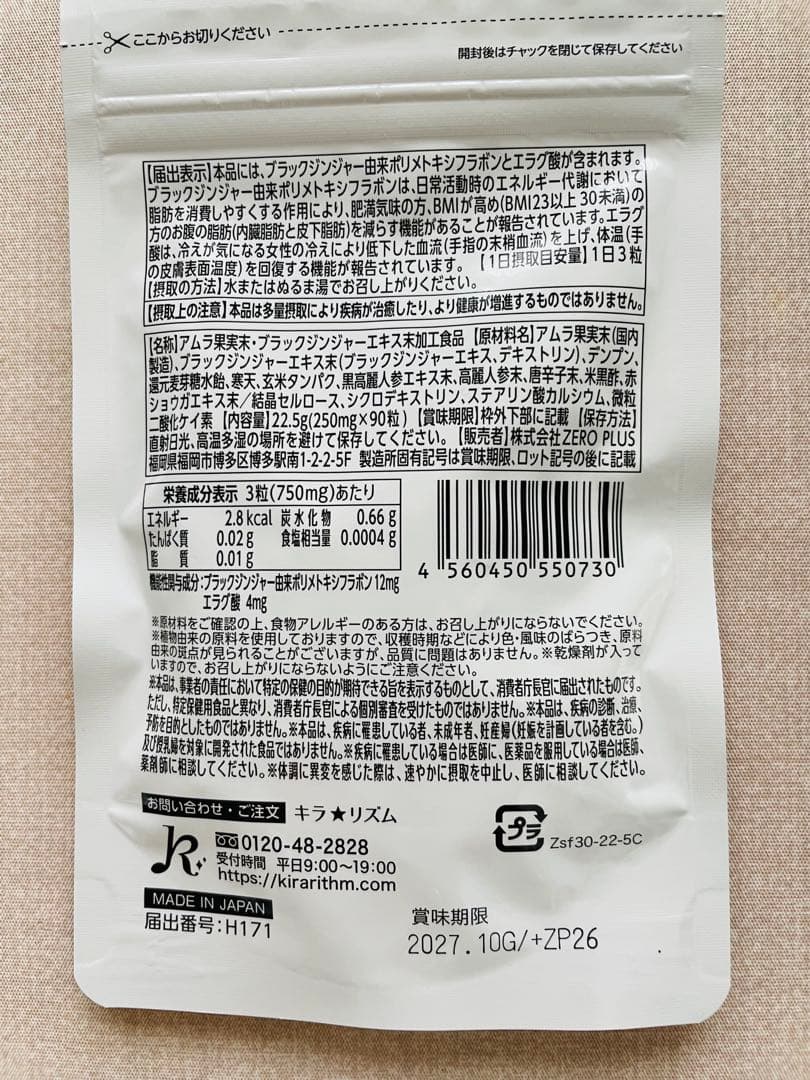 ここからお切りください
開封後はチャックを閉じて保存してください
【届出表示】本品には、ブラックジンジャー由来ポリメトキシフラボンとエラグ酸が含まれます。
ブラックジンジャー由来ポリメトキシフラボンは、日常活動時のエネルギー代謝において
脂肪を消費しやすくする作用により、肥満気味の方、BMIが高め(BMI23以上 30未満)の
方のお腹の脂肪(内臓脂肪と皮下脂肪)を減らす機能があることが報告されています。エラグ
酸は、冷えが気になる女性の冷えにより低下した血流(手指の末梢血流)を上げ、体温(手
の皮膚表面温度)を回復する機能が報告されています。 【1日摂取目安量】1日3粒
【摂取の方法】水またはぬるま湯でお召し上がりください。
【摂取上の注意】本品は多量摂取により疾病が治癒したり、より健康が増進するものではありません。
【名称】アムラ果実末・ブラックジンジャーエキス末加工食品 【原材料名】アムラ果実末(国内
製造)、ブラックジンジャーエキス末(ブラックジンジャーエキス、デキストリン)、デンプン、
還元麦芽糖水飴、寒天、玄米タンパク、黒高麗人参エキス末、高麗人参末、唐辛子末、米黒酢、赤
ショウガエキス末/結晶セルロース、シクロデキストリン、ステアリン酸カルシウム、微粒
二酸化ケイ素 【内容量】22.5g(250mg×90粒) 【賞味期限】枠外下部に記載 【保存方法】
直射日光、高温多湿の場所を避けて保存してください。 【販売者】株式会社ZERO PLUS
福岡県福岡市博多区博多駅南1-2-2-5F 製造所固有記号は賞味期限、ロット記号の後に記載
栄養成分表示 3粒(750mg)あたり
エネルギー 2.8kcal 炭水化物 0.66g
たんぱく質 0.02g 食塩相当量 0.0004g
脂質 0.01g
機能性関与成分:ブラックジンジャー由来ポリメトキシフラボン 12mg
エラグ酸 4mg
4 560450 550730
※原材料をご確認の上、食物アレルギーのある方は、お召し上がりにならないでください。
※植物由来の原料を使用しておりますので、収穫時期などにより色・風味のばらつき、原料
由来の斑点が見られることがございますが、品質に問題はありません。※乾燥剤が入って
いますので、お召し上がりにならないようにご注意ください。
※本品は、事業者の責任において特定の保健の目的が期待できる旨を表示するものとして、消費者庁長官に届出されたものです。
ただし、特定保健用食品と異なり、消費者庁長官による個別審査を受けたものではありません。※本品は、疾病の診断、治療、
予防を目的としたものではありません。※本品は、疾病に罹患している者、未成年者、妊産婦(妊娠を計画している者を含む。)
及び授乳婦を対象に開発された食品ではありません。※疾病に罹患している場合は医師に、医薬品を服用している場合は医師、
薬剤師に相談してください。※体調に異変を感じた際は、速やかに摂取を中止し、医師に相談してください。
お問い合わせ・ご注文 キラ★リズム
0120-48-2828
受付時間 平日9:00~19:00
https://kirarithm.com
プラ
Zsf30-22-5C
MADE IN JAPAN
届出番号:H171
賞味期限
2027.10G/+ZP26